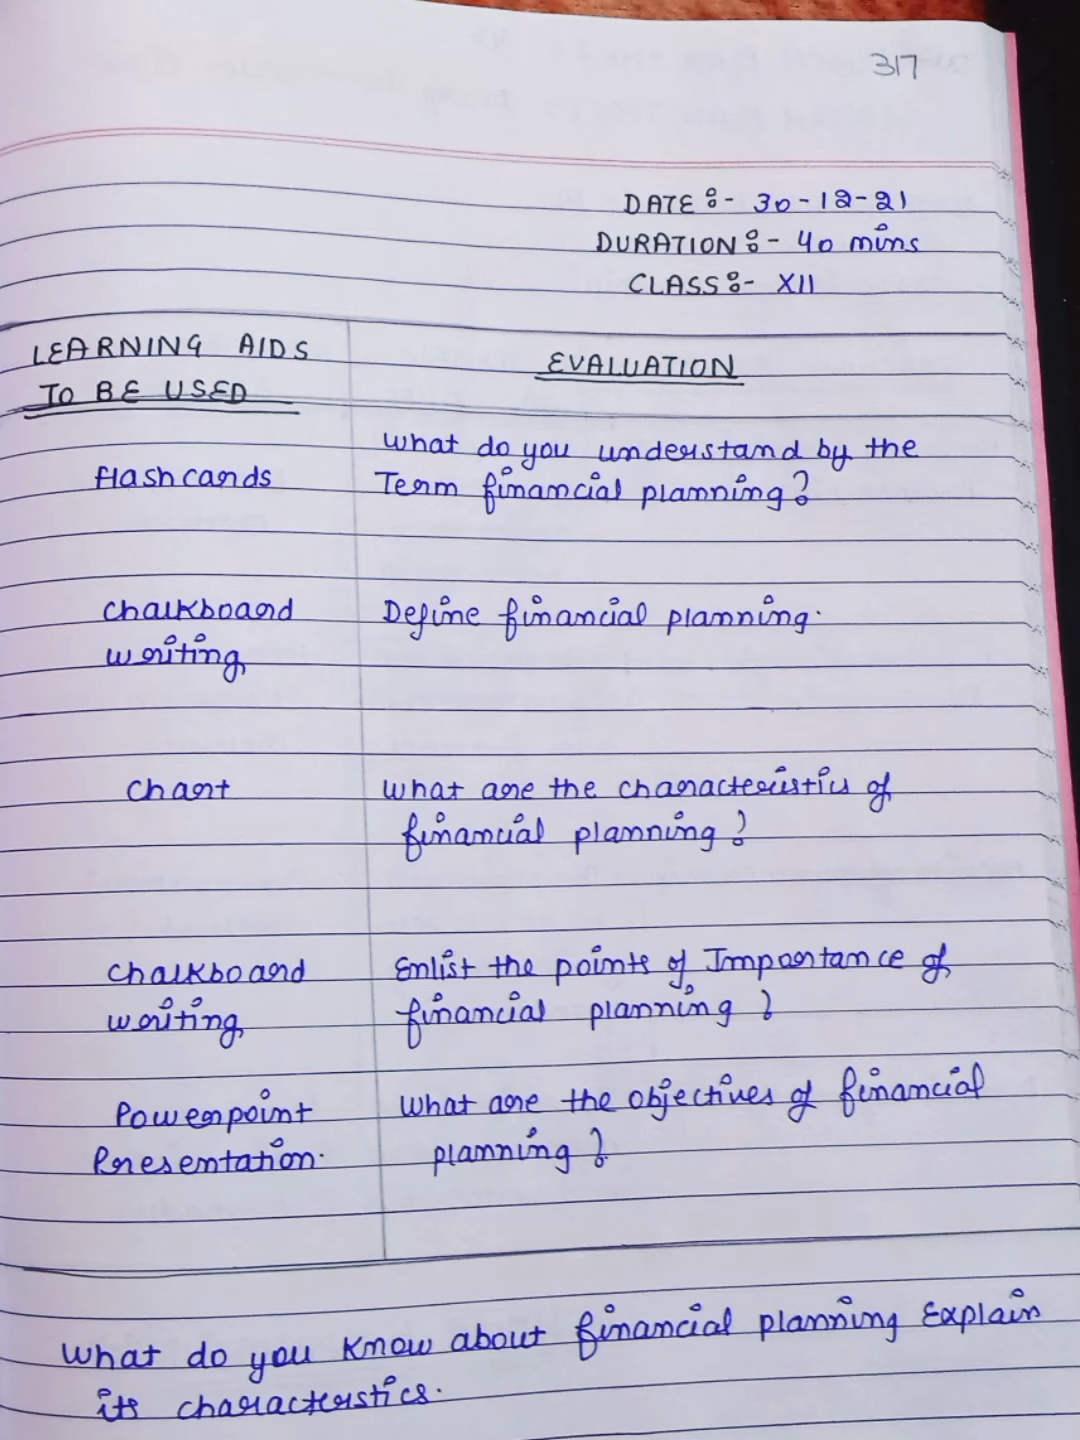 317
DATE :- 30-12-21
DURATION :- 40 mins
CLASS :- XII
LEARNING AIDS
TO BE USED
EVALUATION
flashcards
What do you understand by the
Term financial planning?
Chalkboard
writing
Define financial planning.
Chart
What are the characteristics of
financial planning?
Chalkboard
writing
Enlist the points of Importance of
financial planning?
Powerpoint
Presentation.
What are the objectives of financial
planning?
What do you know about financial planning Explain
its characteristics.